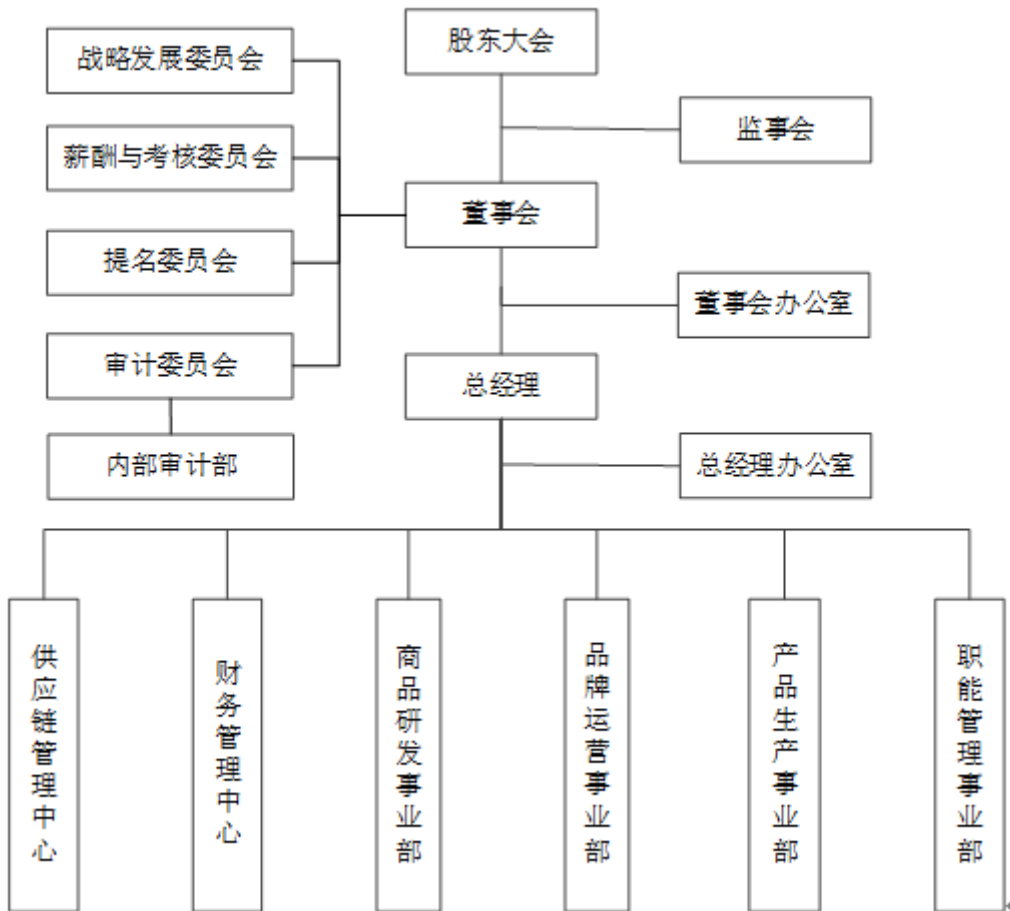 股东大会
战略发展委员会
监事会
薪酬与考核委员会
董事会
提名委员会
董事会办公室
审计委员会
总经理
内部审计部
总经理办公室
供应链管理中心
财务管理中心
商品研发事业部
品牌运营事业部
产品生产事业部
职能管理事业部